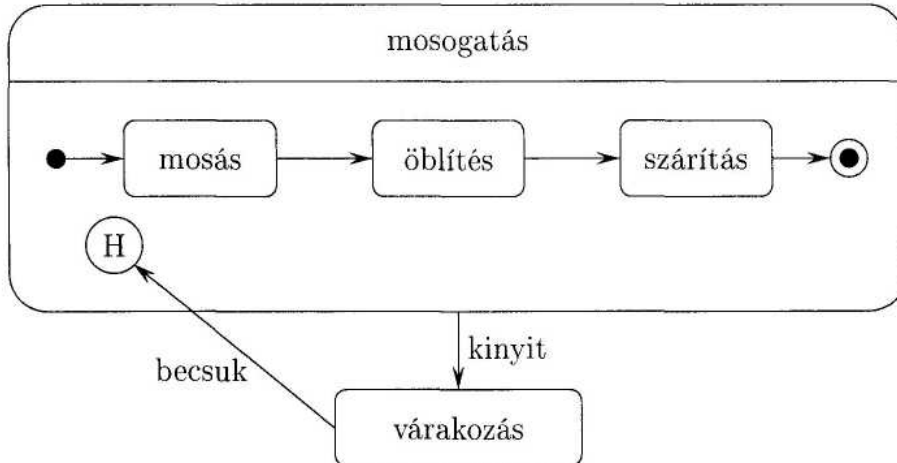 mosogatás
mosás
öblítés
szárítás
H
kinyit
becsuk
várakozás